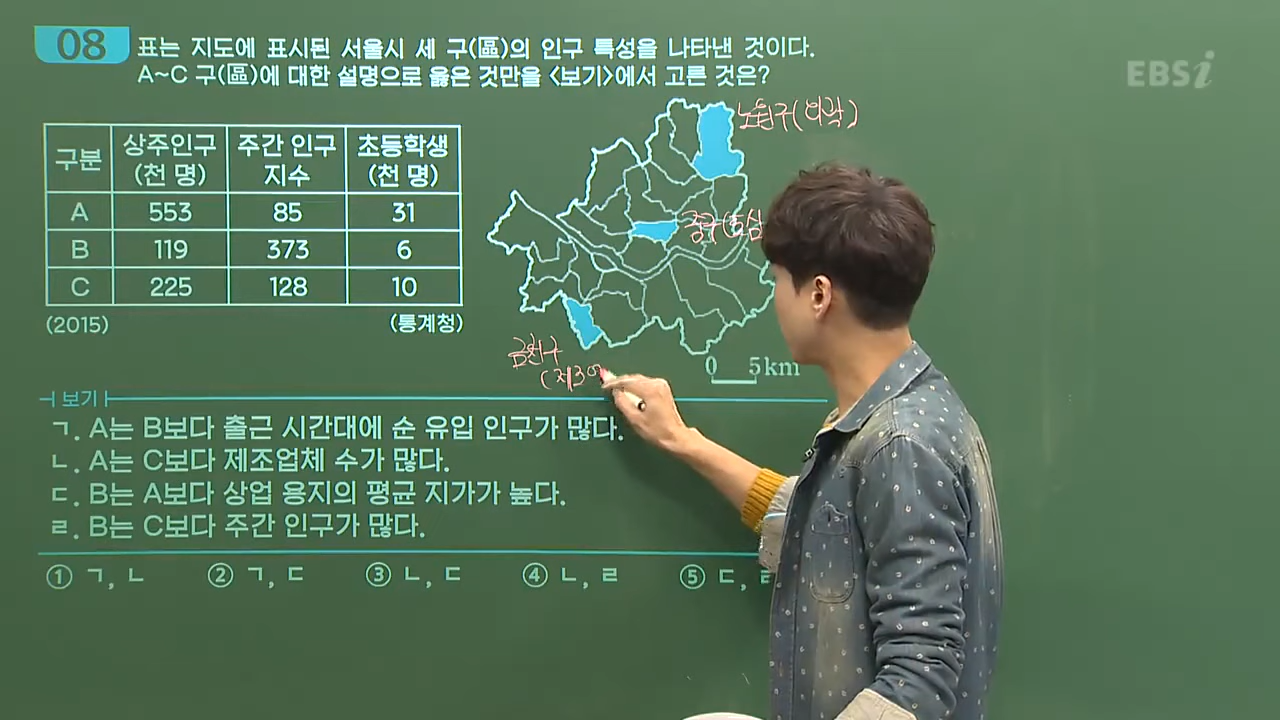 08
표는 지도에 표시된 서울시 세 구(區)의 인구 특성을 나타낸 것이다.
A~C 구(區)에 대한 설명으로 옳은 것만을 <보기>에서 고른 것은?
EBSi
구분 상주인구 (천 명) 주간 인구 지수 초등학생 (천 명)
A 553 85 31
B 119 373 6
C 225 128 10
(2015) (통계청)
노원구(외곽)
중구(도심
금천구
(제3
0 5km
보기
ㄱ. A는 B보다 출근 시간대에 순 유입 인구가 많다.
ㄴ. A는 C보다 제조업체 수가 많다.
ㄷ. B는 A보다 상업 용지의 평균 지가가 높다.
ㄹ. B는 C보다 주간 인구가 많다.
① ㄱ, ㄴ ② ㄱ, ㄷ ③ ㄴ, ㄷ ④ ㄴ, ㄹ ⑤ ㄷ,